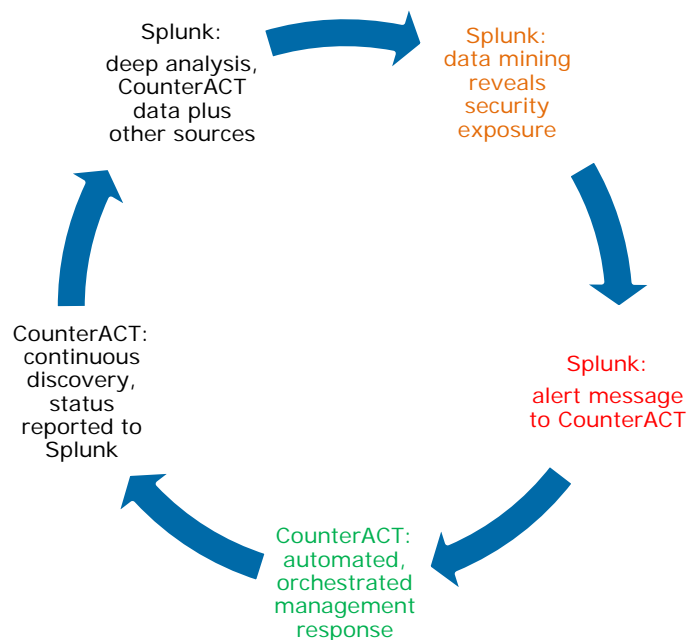 Splunk:
deep analysis,
CounterACT
data plus
other sources
Splunk:
data mining
reveals
security
exposure
Splunk:
alert message
to CounterACT
CounterACT:
automated,
orchestrated
management
response
CounterACT:
continuous
discovery,
status
reported to
Splunk